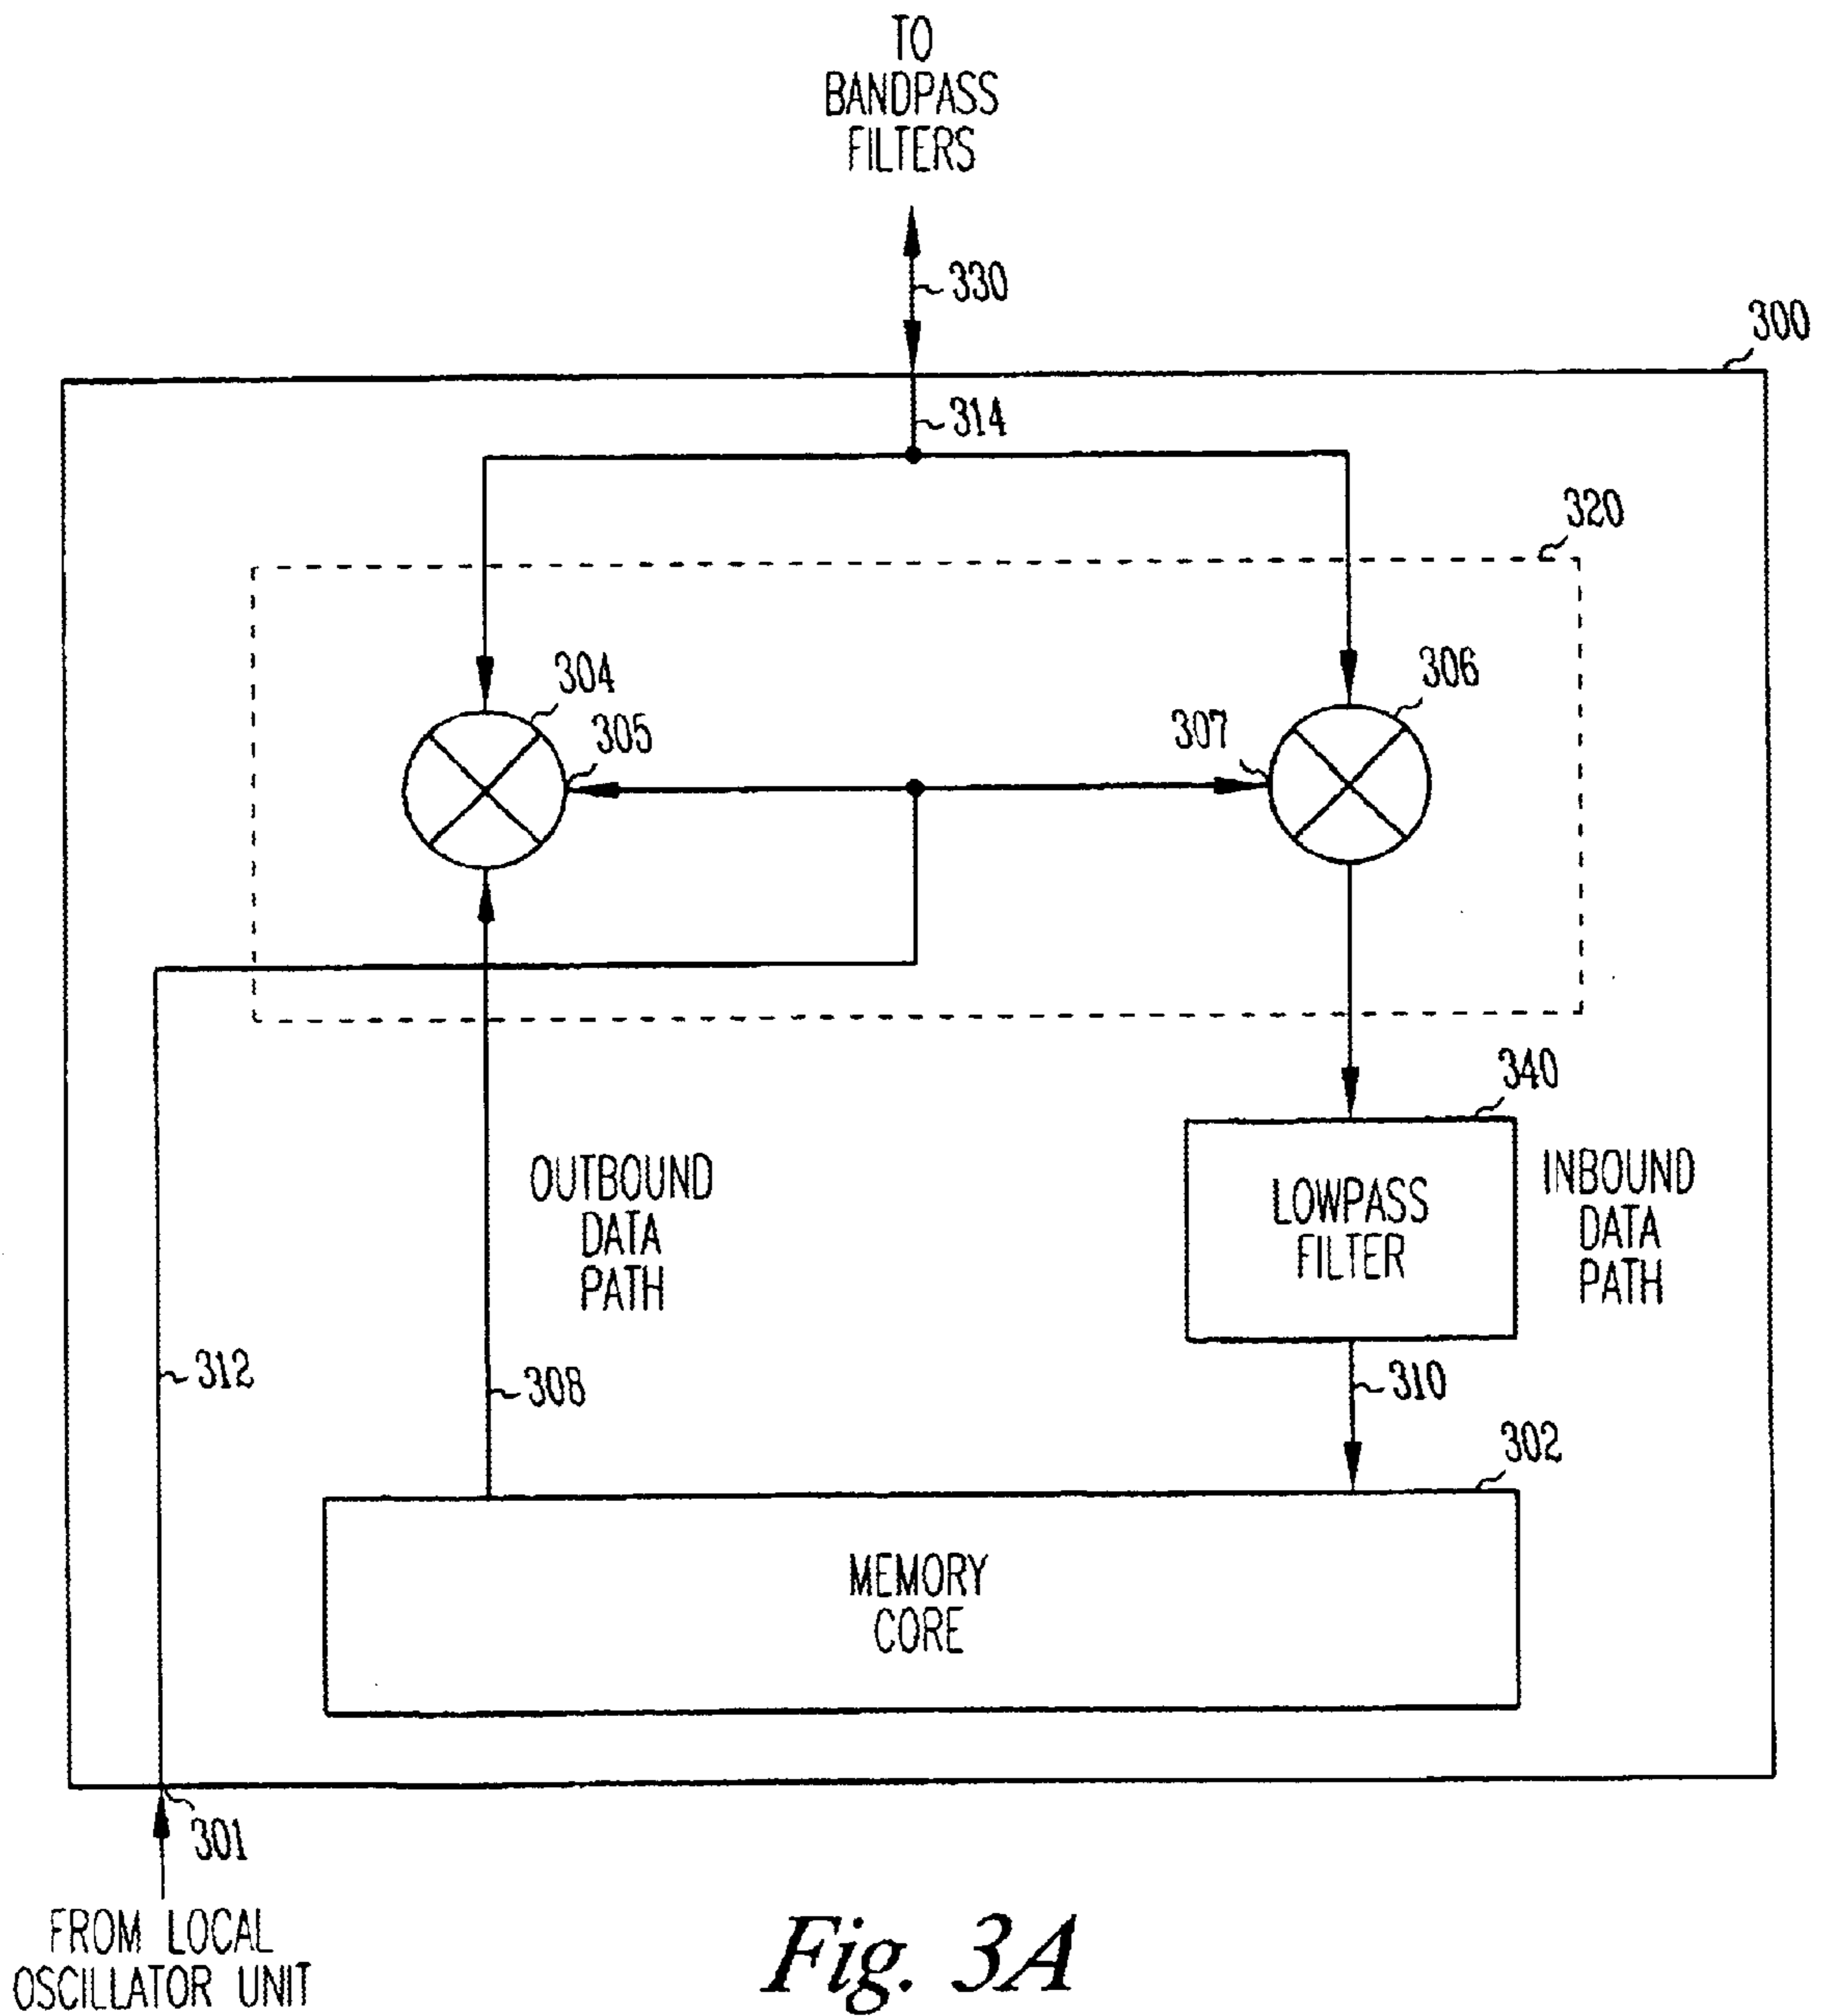 TO
BANDPASS
FILTERS
330
300
314
320
304
305
306
307
340
OUTBOUND
DATA
PATH
LOWPASS
FILTER
INBOUND
DATA
PATH
312
308
310
302
MEMORY
CORE
301
FROM LOCAL
OSCILLATOR UNIT
Fig. 3A